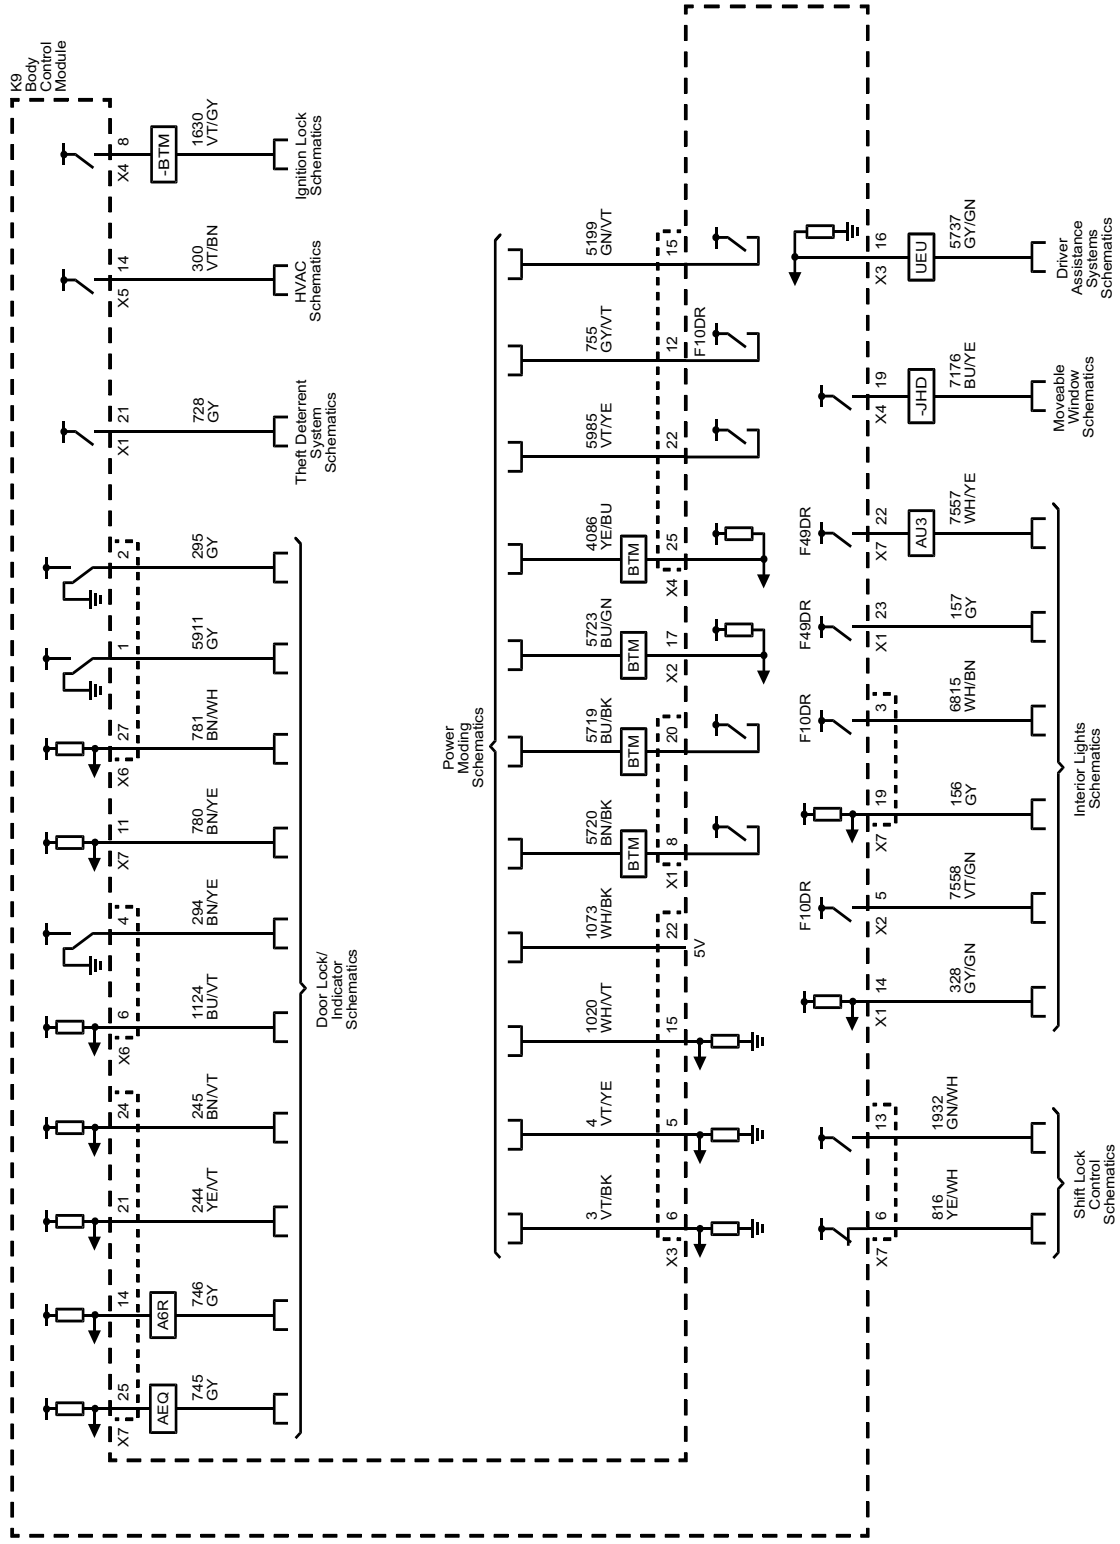 K9
Body
Control
Module
X7
25
AEQ
745
GY
14
A6R
746
GY
21
244
YE/VT
24
245
BN/VT
X6
6
1124
BU/VT
4
294
BN/YE
X7
11
780
BN/YE
X6
27
781
BN/WH
1
5911
GY
2
295
GY
Door Lock/
Indicator
Schematics
X1
21
728
GY
Theft Deterrent
System
Schematics
X5
14
300
VT/BN
HVAC
Schematics
X4
8
-BTM
1630
VT/GY
Ignition Lock
Schematics
Power
Moding
Schematics
3
VT/BK
X3
6
4
VT/YE
5
1020
WH/VT
15
1073
WH/BK
22
5V
5720
BN/BK
BTM
X1
8
5719
BU/BK
BTM
20
5723
BU/GN
BTM
X2
17
4086
YE/BU
BTM
X4
25
5985
VT/YE
22
755
GY/VT
12
F10DR
5199
GN/VT
15
X7
6
816
YE/WH
13
1932
GN/WH
Shift Lock
Control
Schematics
X1
14
328
GY/GN
F10DR
X2
5
7558
VT/GN
X7
19
156
GY
F10DR
3
6815
WH/BN
F49DR
X1
23
157
GY
F49DR
X7
22
AU3
7557
WH/YE
Interior Lights
Schematics
X4
19
-JHD
7176
BU/YE
Moveable
Window
Schematics
X3
16
UEU
5737
GY/GN
Driver
Assistance
Systems
Schematics